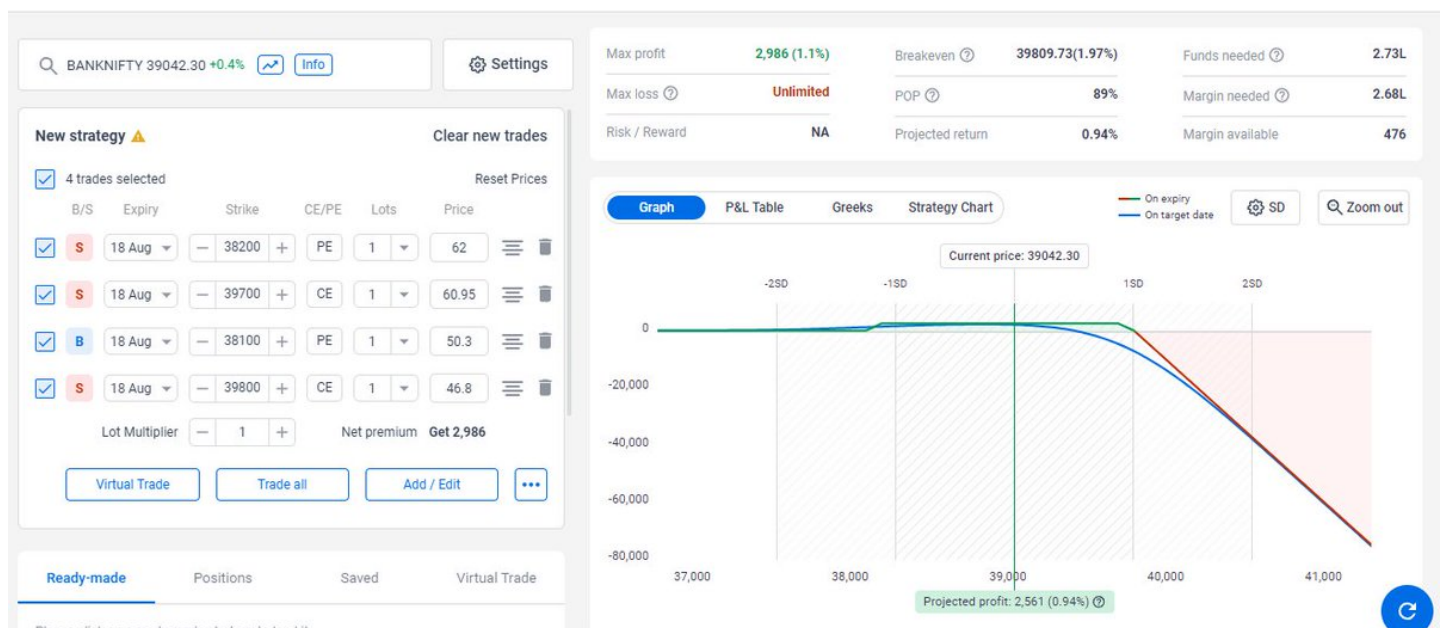 BANKNIFTY 39042.30 +0.4% Info
Settings
New strategy
Clear new trades
4 trades selected
Reset Prices
B/S Expiry Strike CE/PE Lots Price
S 18 Aug − 38200 + PE 1 62
S 18 Aug − 39700 + CE 1 60.95
B 18 Aug − 38100 + PE 1 50.3
S 18 Aug − 39800 + CE 1 46.8
Lot Multiplier − 1 + Net premium Get 2,986
Virtual Trade Trade all Add / Edit
Ready-made Positions Saved Virtual Trade
Max profit 2,986 (1.1%)
Breakeven 39809.73(1.97%)
Funds needed 2.73L
Max loss Unlimited
POP 89%
Margin needed 2.68L
Risk / Reward NA
Projected return 0.94%
Margin available 476
Graph P&L Table Greeks Strategy Chart
On expiry
On target date
SD
Zoom out
Current price: 39042.30
-2SD -1SD 1SD 2SD
0
-20,000
-40,000
-60,000
-80,000
37,000 38,000 39,000 40,000 41,000
Projected profit: 2,561 (0.94%)